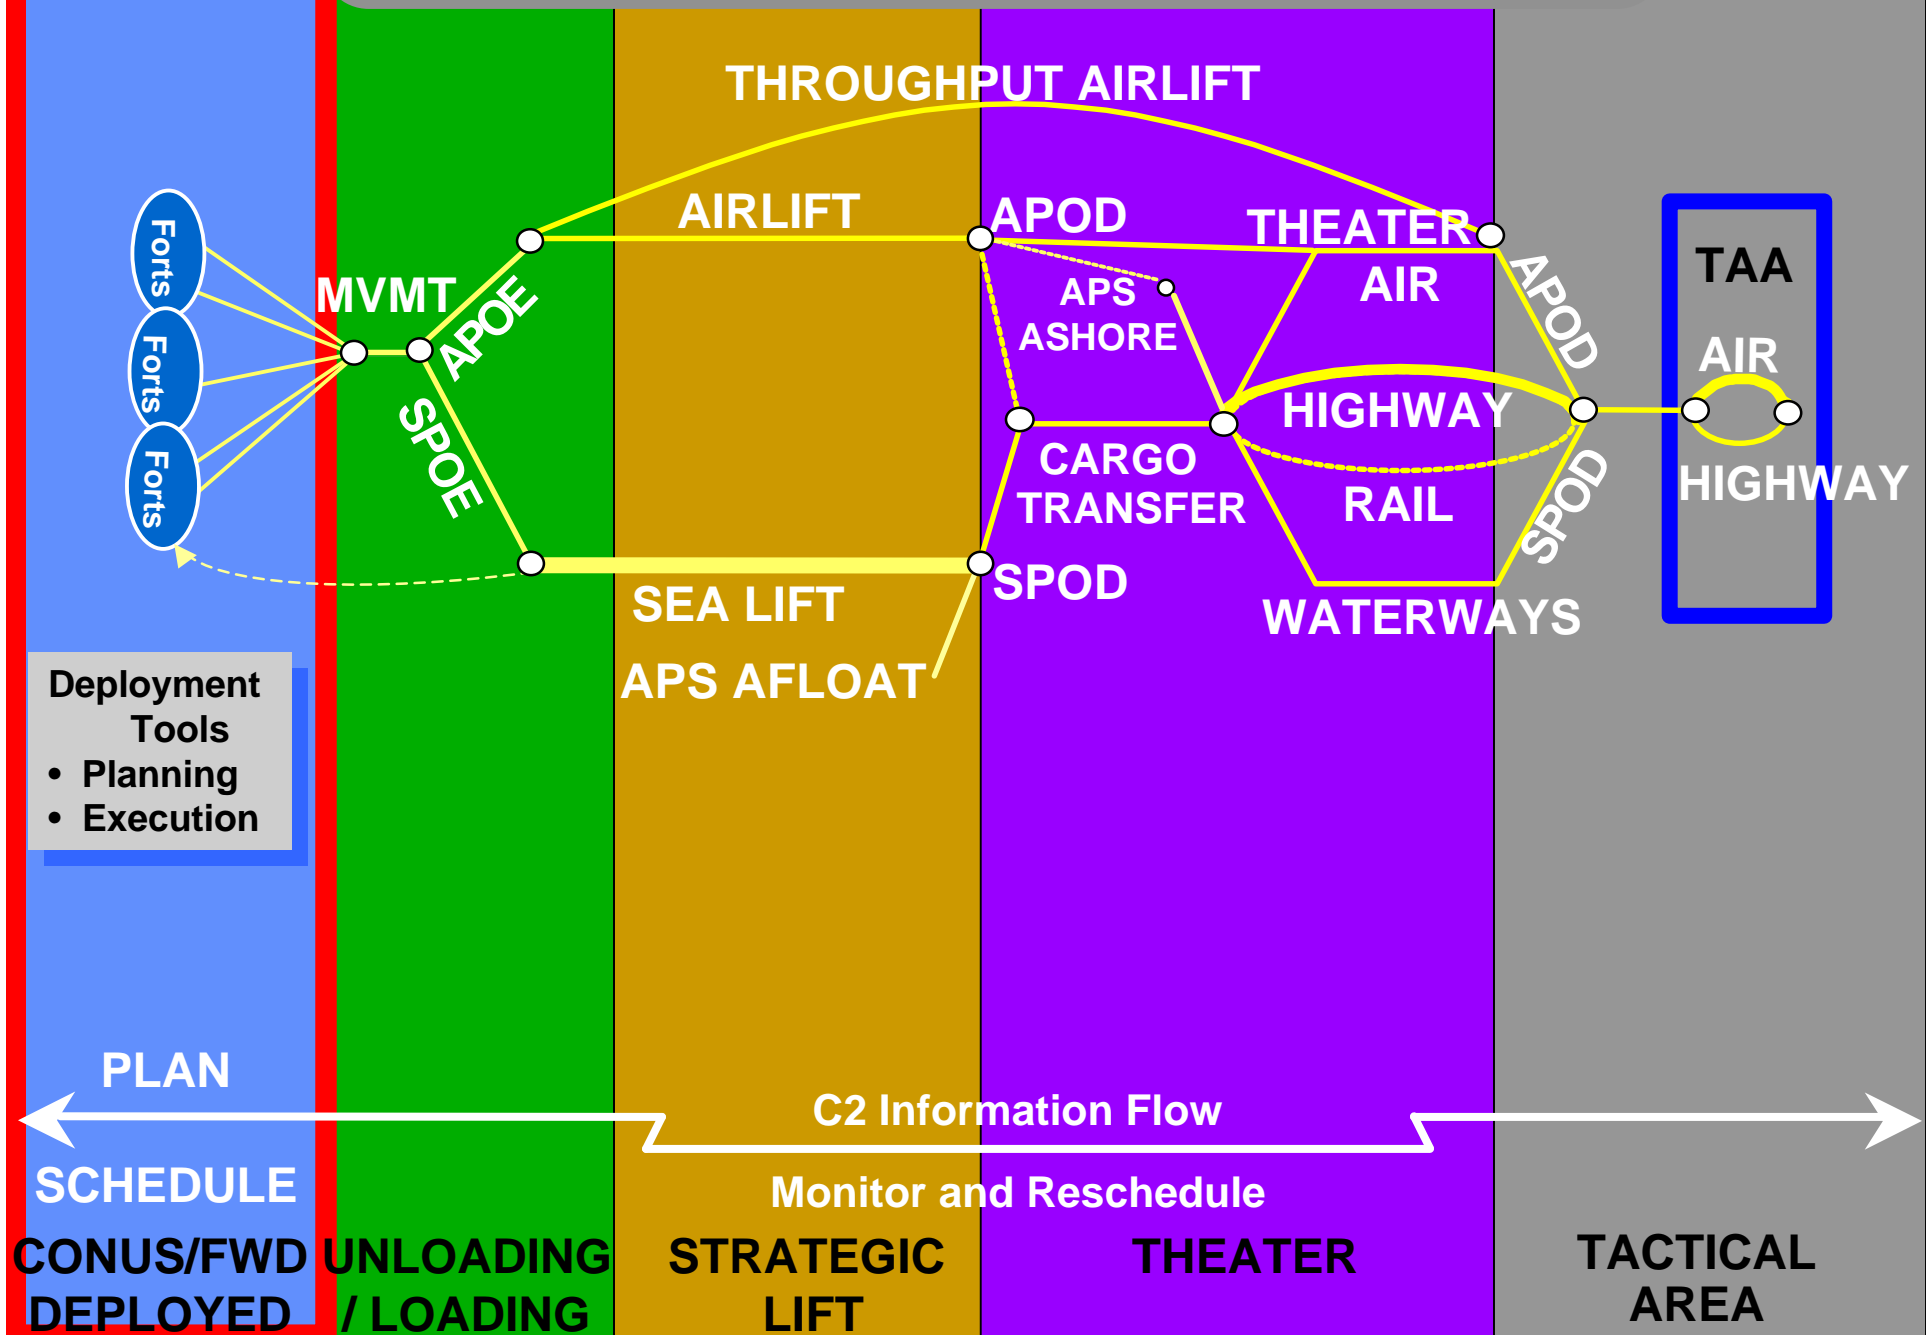 THROUGHPUT AIRLIFT
AIRLIFT
APOD
THEATER
AIR
Forts
Forts
Forts
MVMT
APOE
SPOE
APS
ASHORE
HIGHWAY
CARGO
TRANSFER
RAIL
APOD
SPOD
TAA
AIR
HIGHWAY
SEA LIFT
SPOD
WATERWAYS
APS AFLOAT
Deployment
Tools
• Planning
• Execution
PLAN
C2 Information Flow
SCHEDULE
Monitor and Reschedule
CONUS/FWD
DEPLOYED
UNLOADING
/ LOADING
STRATEGIC
LIFT
THEATER
TACTICAL
AREA